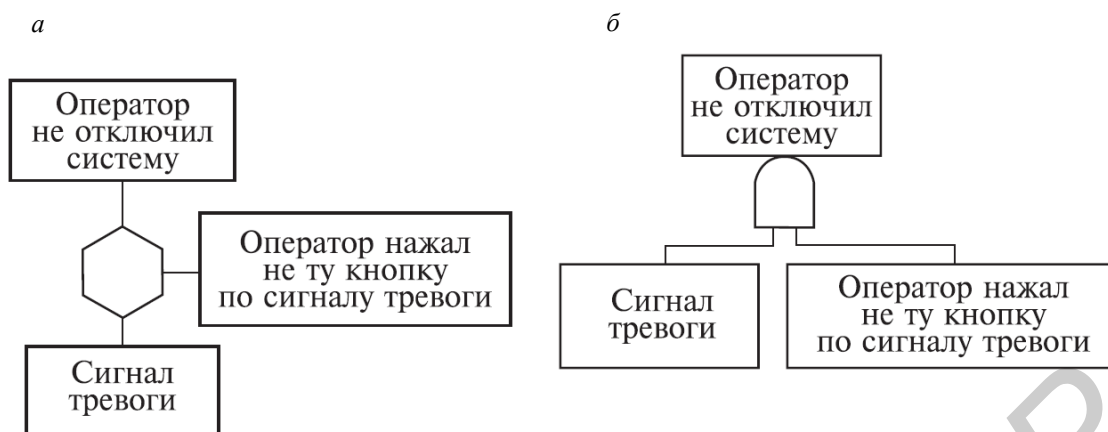 а
Оператор
не отключил
систему
Оператор нажал
не ту кнопку
по сигналу тревоги
Сигнал
тревоги
б
Оператор
не отключил
систему
Сигнал
тревоги
Оператор нажал
не ту кнопку
по сигналу тревоги